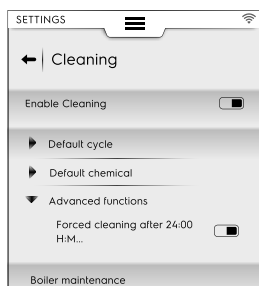 SETTINGS
Cleaning
Enable Cleaning
Default cycle
Default chemical
Advanced functions
Forced cleaning after 24:00
H:M...
Boiler maintenance